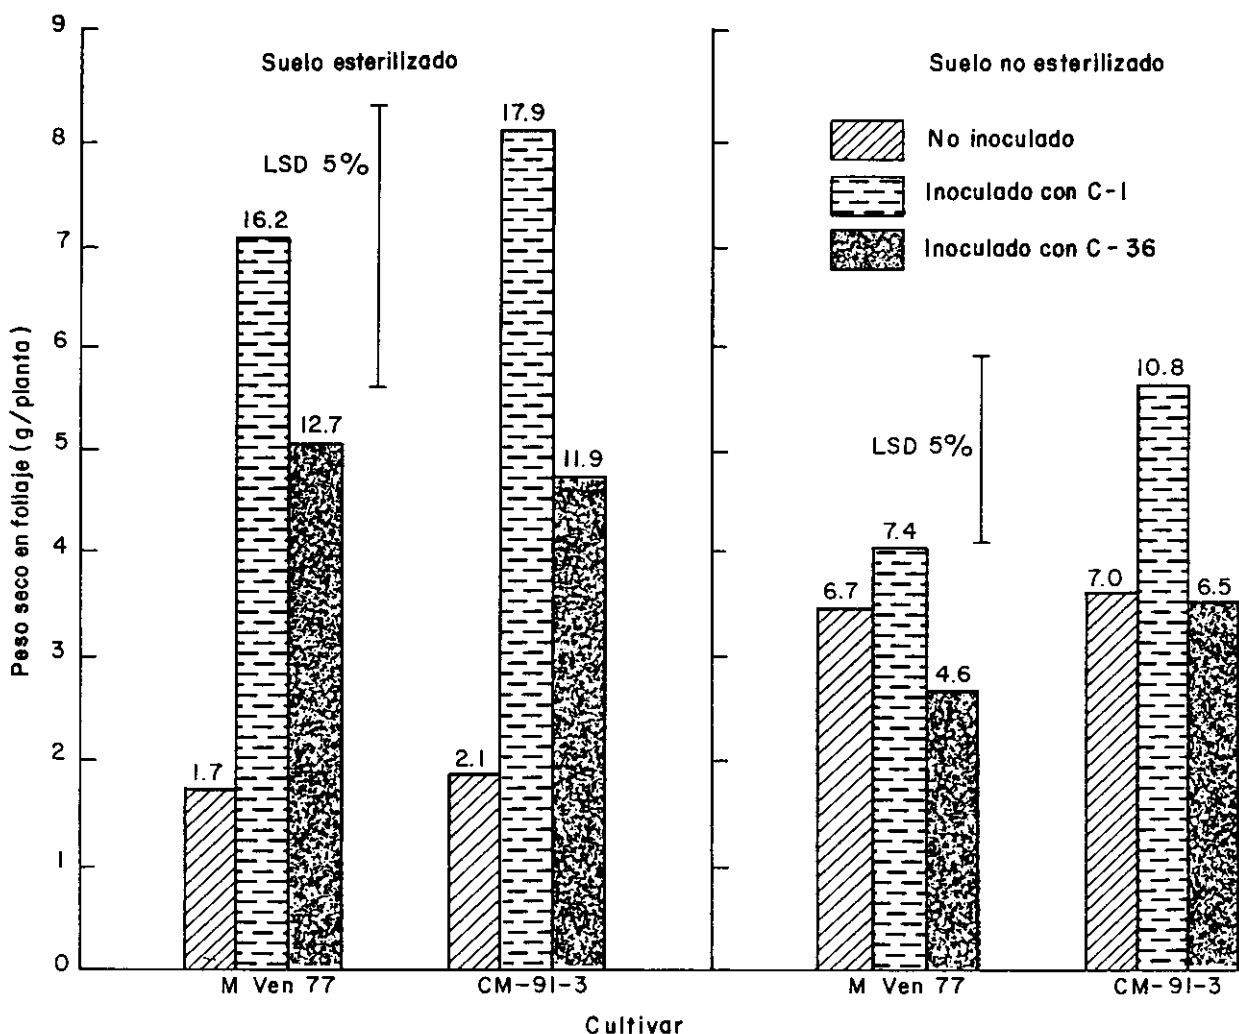 Peso seco en follaje (g/planta)
9
8
7
6
5
4
3
2
1
0
Suelo esterilizado
LSD 5%
1.7
16.2
12.7
2.1
17.9
11.9
M Ven 77
CM-91-3
Suelo no esterilizado
No inoculado
Inoculado con C-1
Inoculado con C-36
LSD 5%
6.7
7.4
4.6
7.0
10.8
6.5
M Ven 77
CM-91-3
Cultivar